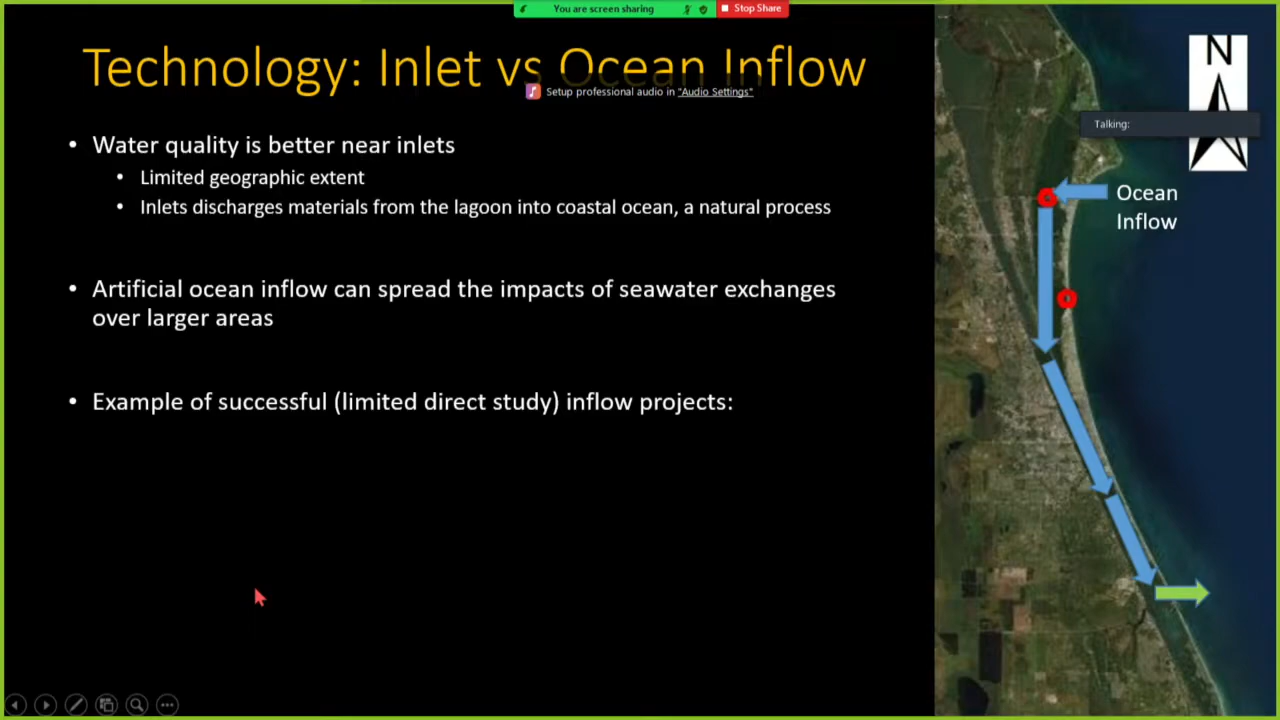 You are screen sharing
Stop Share
Technology: Inlet vs Ocean Inflow
Setup professional audio in "Audio Settings"
N
Talking:
• Water quality is better near inlets
• Limited geographic extent
• Inlets discharges materials from the lagoon into coastal ocean, a natural process
Ocean
Inflow
• Artificial ocean inflow can spread the impacts of seawater exchanges
over larger areas
• Example of successful (limited direct study) inflow projects: